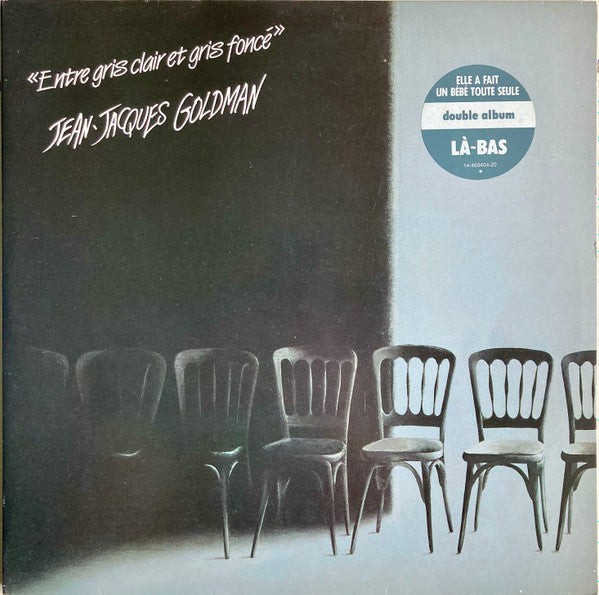 «Entre gris clair et gris foncé»
JEAN-JACQUES GOLDMAN
ELLE A FAIT
UN BÉBÉ TOUTE SEULE
double album
LÀ-BAS
14-460404-20